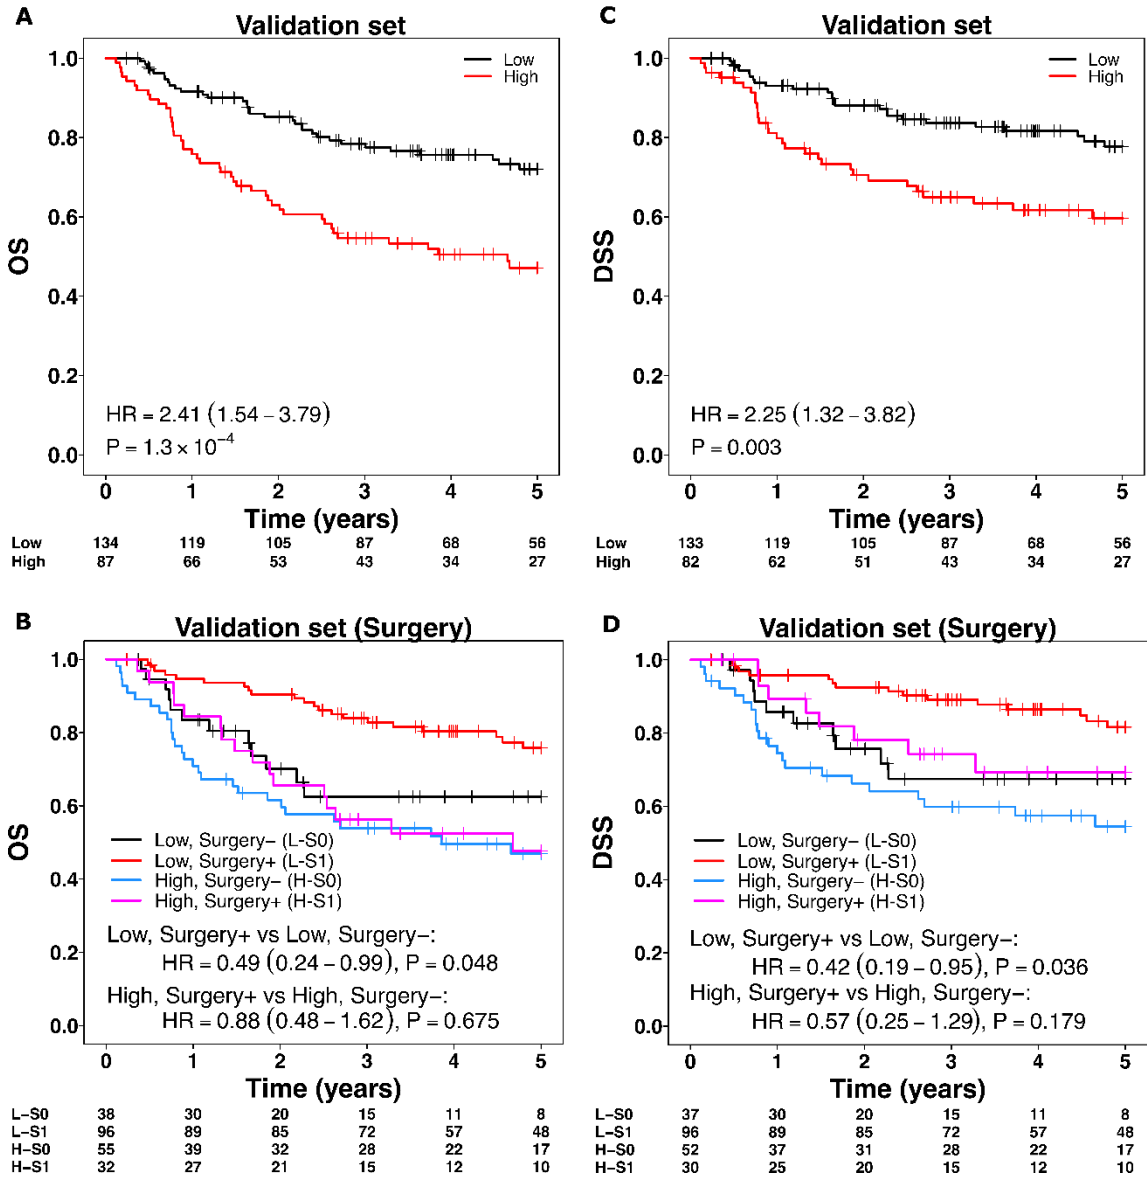 A
Validation set
1.0
0.8
0.6
0.4
0.2
0.0
OS
Low
High
HR = 2.41 (1.54 − 3.79)
P = 1.3 × 10⁻⁴
0 1 2 3 4 5
Time (years)
Low 134 119 105 87 68 56
High 87 66 53 43 34 27
C
Validation set
1.0
0.8
0.6
0.4
0.2
0.0
DSS
Low
High
HR = 2.25 (1.32 − 3.82)
P = 0.003
0 1 2 3 4 5
Time (years)
Low 133 119 105 87 68 56
High 82 62 51 43 34 27
B
Validation set (Surgery)
1.0
0.8
0.6
0.4
0.2
0.0
OS
Low, Surgery− (L-S0)
Low, Surgery+ (L-S1)
High, Surgery− (H-S0)
High, Surgery+ (H-S1)
Low, Surgery+ vs Low, Surgery−:
HR = 0.49 (0.24 − 0.99), P = 0.048
High, Surgery+ vs High, Surgery−:
HR = 0.88 (0.48 − 1.62), P = 0.675
0 1 2 3 4 5
Time (years)
L−S0 38 30 20 15 11 8
L−S1 96 89 85 72 57 48
H−S0 55 39 32 28 22 17
H−S1 32 27 21 15 12 10
D
Validation set (Surgery)
1.0
0.8
0.6
0.4
0.2
0.0
DSS
Low, Surgery− (L-S0)
Low, Surgery+ (L-S1)
High, Surgery− (H-S0)
High, Surgery+ (H-S1)
Low, Surgery+ vs Low, Surgery−:
HR = 0.42 (0.19 − 0.95), P = 0.036
High, Surgery+ vs High, Surgery−:
HR = 0.57 (0.25 − 1.29), P = 0.179
0 1 2 3 4 5
Time (years)
L−S0 37 30 20 15 11 8
L−S1 96 89 85 72 57 48
H−S0 52 37 31 28 22 17
H−S1 30 25 20 15 12 10